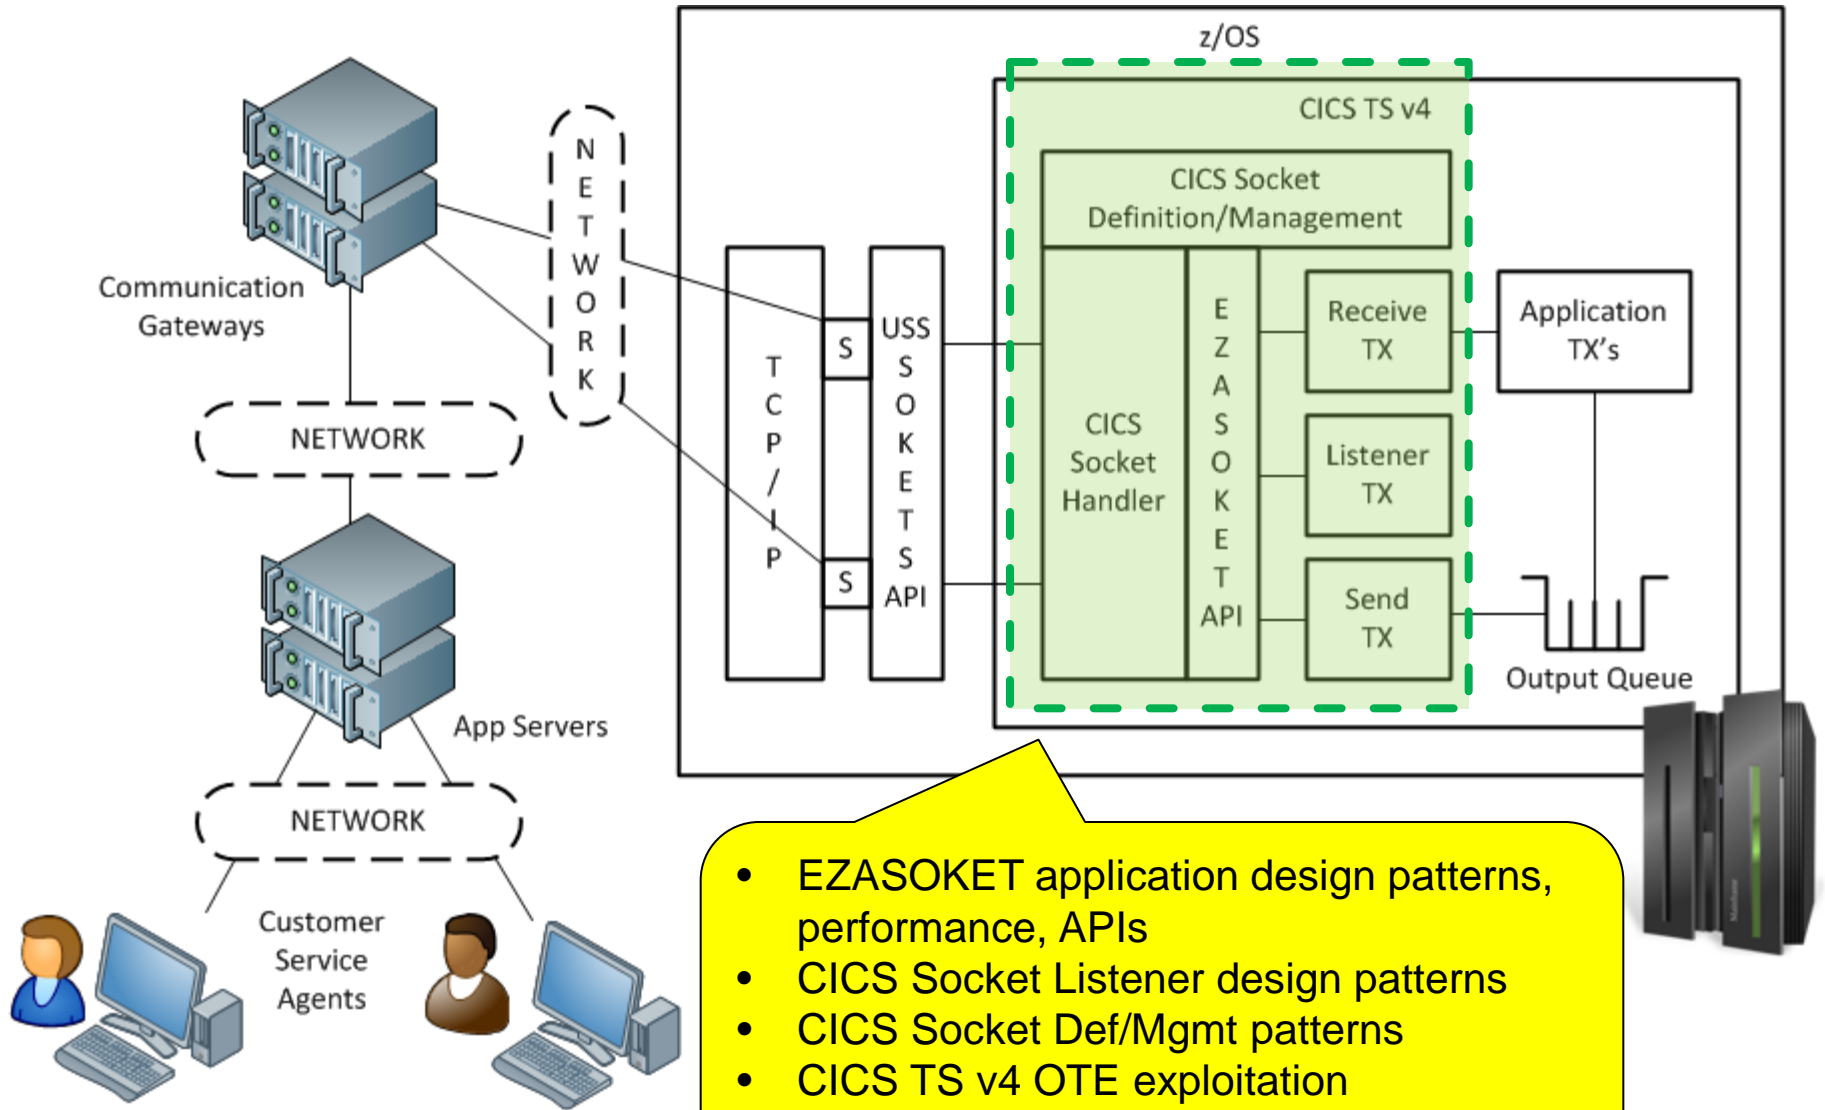 z/OS
CICS TS v4
CICS Socket
Definition/Management
N
E
T
W
O
R
K
Communication
Gateways
T
C
P
/
I
P
S
S
USS
S
O
K
E
T
S
API
CICS
Socket
Handler
E
Z
A
S
O
K
E
T
API
Receive
TX
Listener
TX
Send
TX
Application
TX's
Output Queue
NETWORK
App Servers
NETWORK
Customer
Service
Agents
• EZASOKET application design patterns,
performance, APIs
• CICS Socket Listener design patterns
• CICS Socket Def/Mgmt patterns
• CICS TS v4 OTE exploitation